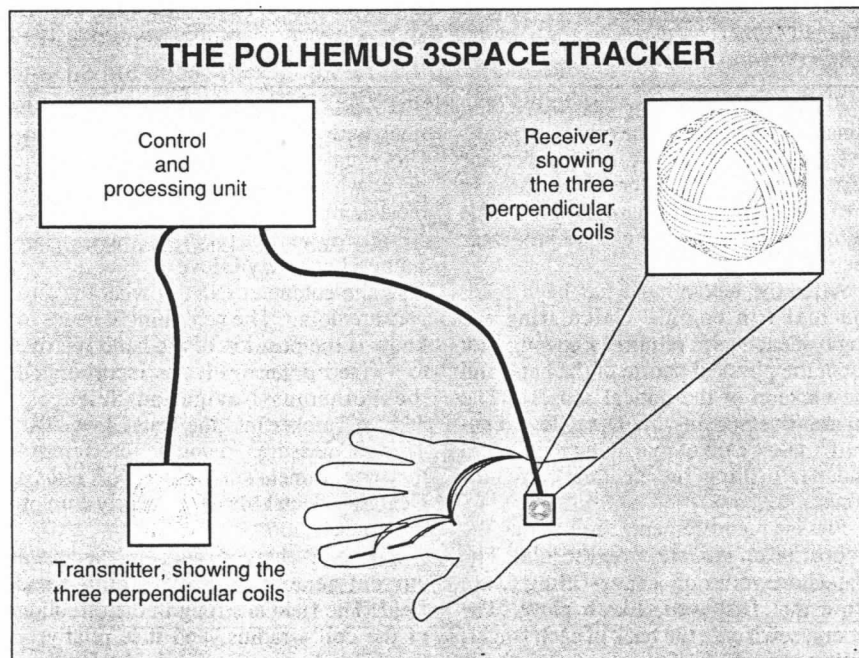 THE POLHEMUS 3SPACE TRACKER
Control
and
processing unit
Receiver,
showing
the three
perpendicular
coils
Transmitter, showing the
three perpendicular coils